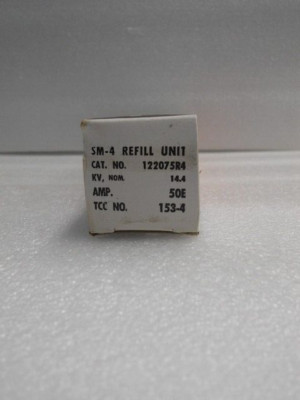 SM-4 REFILL UNIT
CAT. NO. 122075R4
KV, NOM. 14.4
AMP. 50E
TCC NO. 153-4